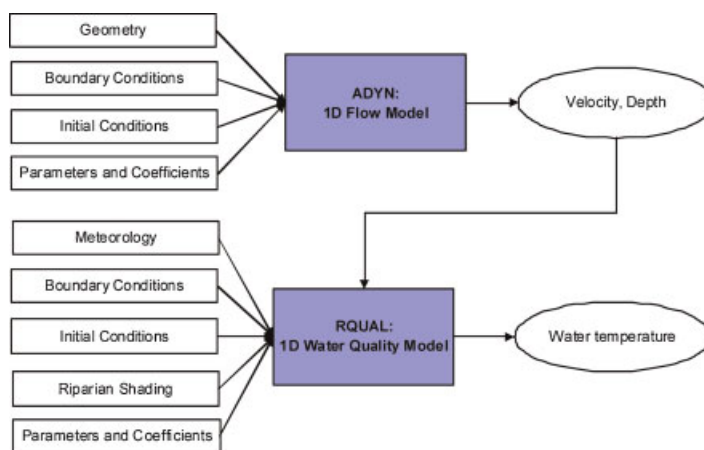 Geometry
Boundary Conditions
Initial Conditions
Parameters and Coefficients
ADYN:
1D Flow Model
Velocity, Depth
Meteorology
Boundary Conditions
Initial Conditions
Riparian Shading
Parameters and Coefficients
RQUAL:
1D Water Quality Model
Water temperature